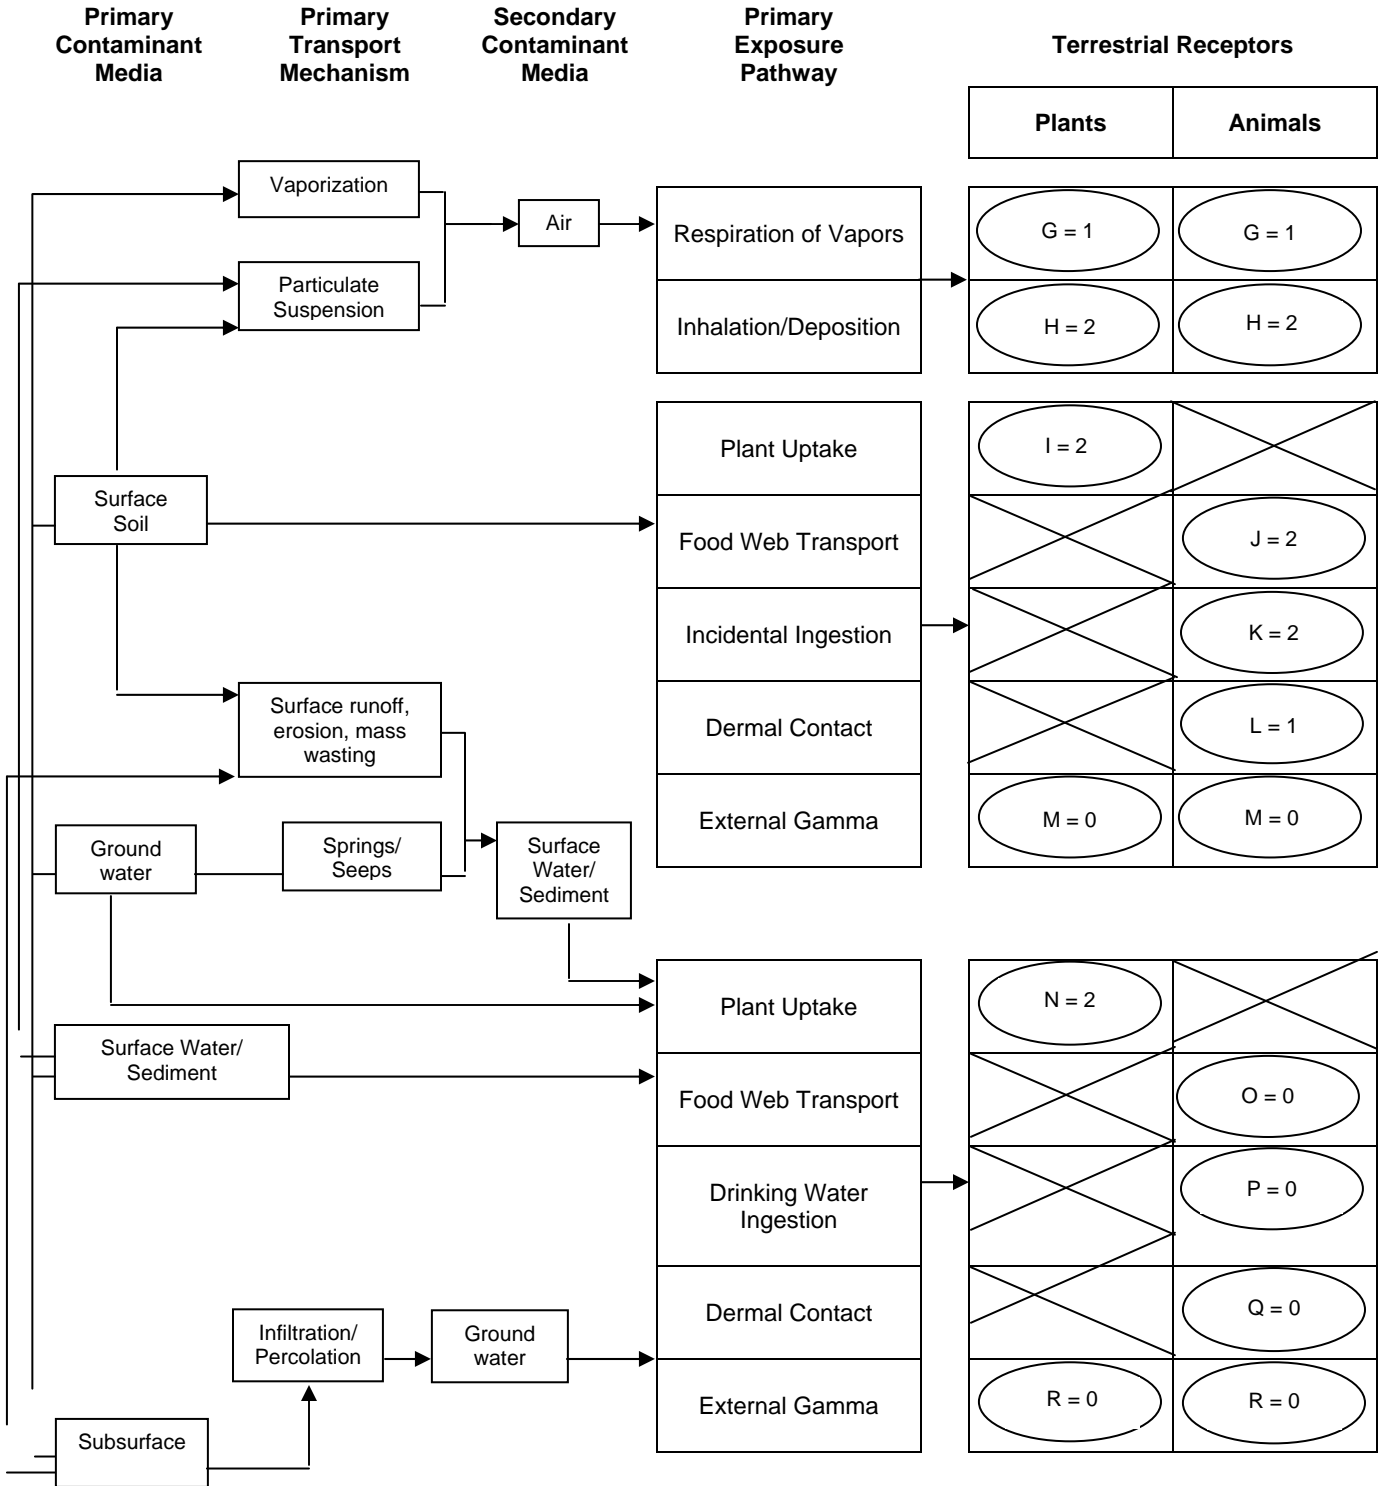 Primary
Contaminant
Media
Primary
Transport
Mechanism
Secondary
Contaminant
Media
Primary
Exposure
Pathway
Terrestrial Receptors
Plants
Animals
Vaporization
Air
Respiration of Vapors
G = 1
G = 1
Particulate
Suspension
Inhalation/Deposition
H = 2
H = 2
Plant Uptake
I = 2
Surface
Soil
Food Web Transport
J = 2
Incidental Ingestion
K = 2
Surface runoff,
erosion, mass
wasting
Dermal Contact
L = 1
External Gamma
M = 0
M = 0
Ground
water
Springs/
Seeps
Surface
Water/
Sediment
Plant Uptake
N = 2
Surface Water/
Sediment
Food Web Transport
O = 0
Drinking Water
Ingestion
P = 0
Dermal Contact
Q = 0
Infiltration/
Percolation
Ground
water
External Gamma
R = 0
R = 0
Subsurface